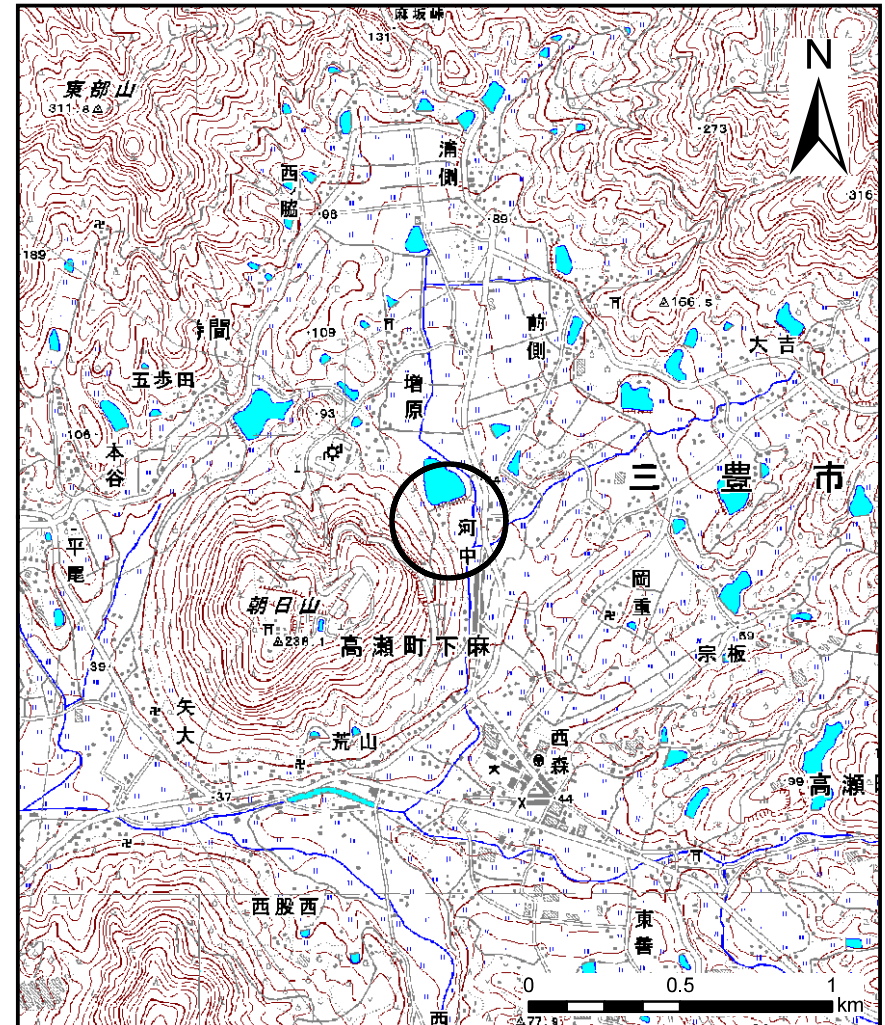 麻坂峠
131
東部山
311.8
N
清側
273
西脇
98
89
316
189
166.5
前側
大吉
109
増原
五歩田
93
106
本谷
三豊市
河中
平尾
岡重
朝日山
238.1
高瀬町下麻
59
宗板
39
矢大
荒山
西森
99
高瀬
37
44
西股西
東善
0 0.5 1
km
西
77.9